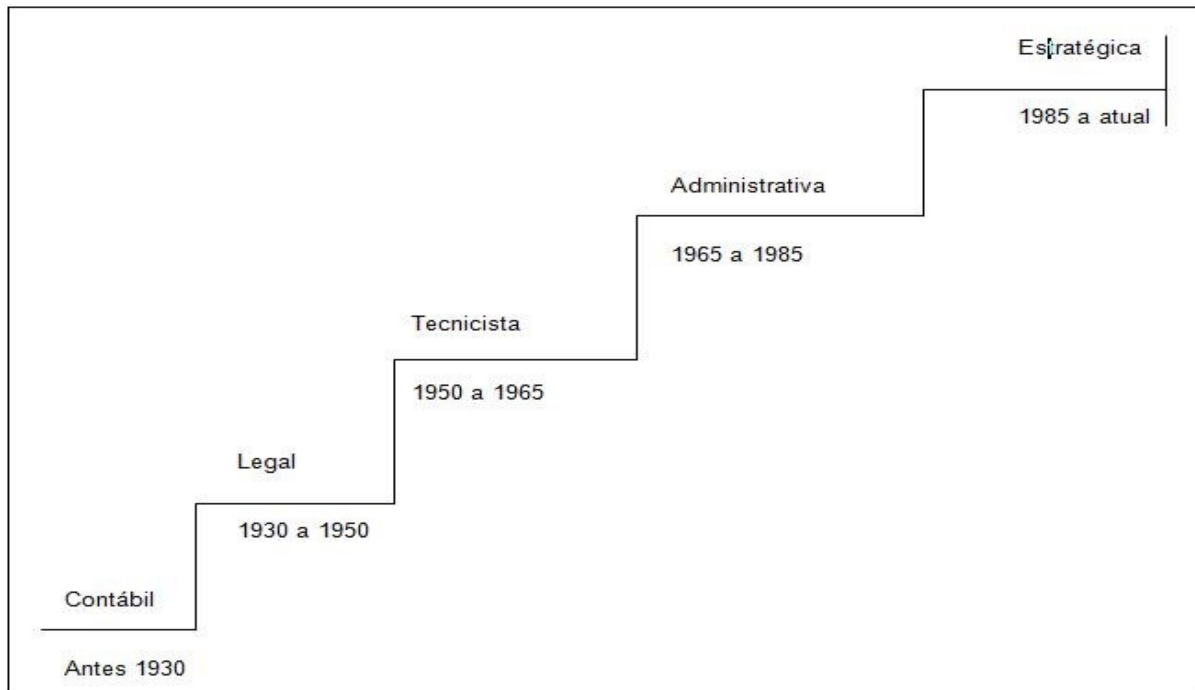 Estratégica
1985 a atual
Administrativa
1965 a 1985
Tecnicista
1950 a 1965
Legal
1930 a 1950
Contábil
Antes 1930